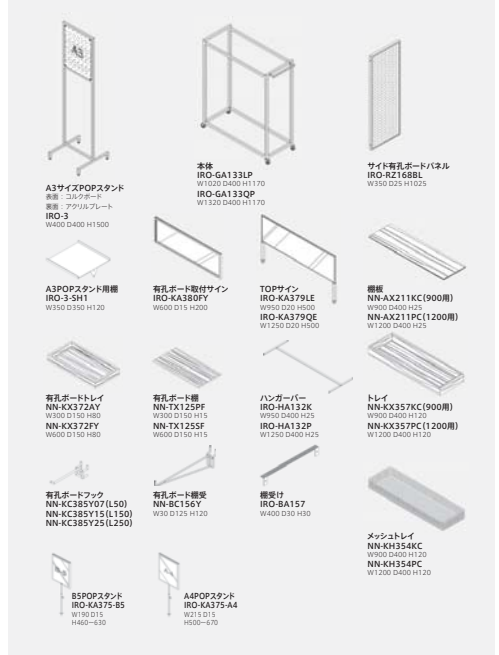 A3
A3サイズPOPスタンド
表面：コルクボード
裏面：アクリルプレート
IRO-3
W400 D400 H1500
本体
IRO-GA133LP
W1020 D400 H1170
IRO-GA133QP
W1320 D400 H1170
サイド有孔ボードパネル
IRO-RZ168BL
W350 D25 H1025
A3POPスタンド用棚
IRO-3-SH1
W350 D350 H120
有孔ボード取付サイン
IRO-KA380FY
W600 D15 H200
TOPサイン
IRO-KA379LE
W950 D20 H500
IRO-KA379QE
W1250 D20 H500
棚板
NN-AX211KC(900用)
W900 D400 H25
NN-AX211PC(1200用)
W1200 D400 H25
有孔ボードトレイ
NN-KX372AY
W300 D150 H80
NN-KX372FY
W600 D150 H80
有孔ボード棚
NN-TX125PF
W300 D150 H15
NN-TX125SF
W600 D150 H15
ハンガーバー
IRO-HA132K
W950 D400 H25
IRO-HA132P
W1250 D400 H25
トレイ
NN-KX357KC(900用)
W900 D400 H120
NN-KX357PC(1200用)
W1200 D400 H120
有孔ボードフック
NN-KC385Y07(L50)
NN-KC385Y15(L150)
NN-KC385Y25(L250)
有孔ボード棚受
NN-BC156Y
W30 D125 H120
棚受け
IRO-BA157
W400 D30 H30
メッシュトレイ
NN-KH354KC
W900 D400 H120
NN-KH354PC
W1200 D400 H120
B5POPスタンド
IRO-KA375-B5
W190 D15
H460−630
A4POPスタンド
IRO-KA375-A4
W215 D15
H500−670